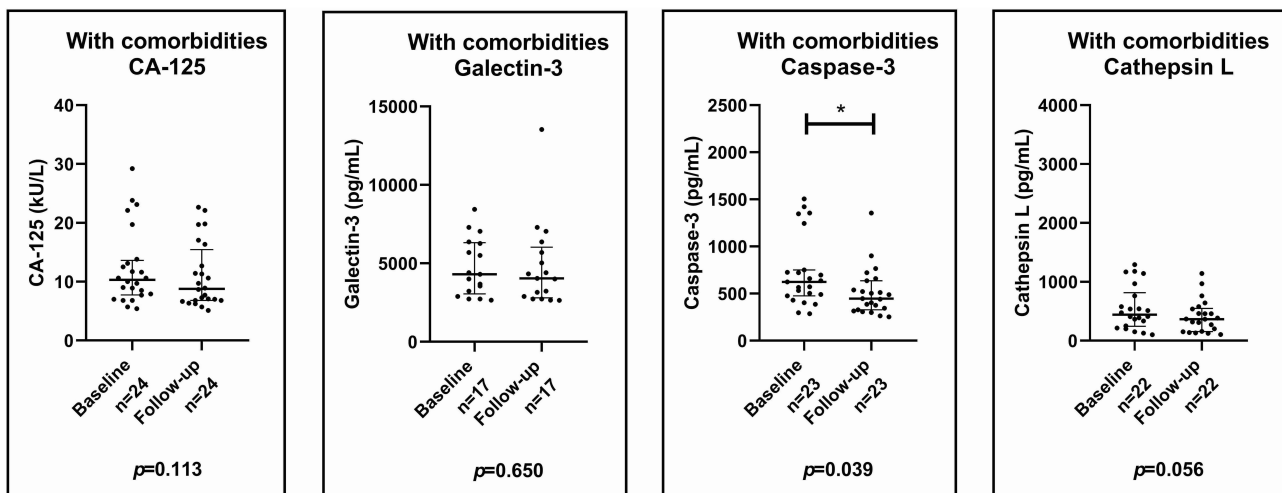 With comorbidities
CA-125
CA-125 (kU/L)
40
30
20
10
0
Baseline
n=24
Follow-up
n=24
p=0.113
With comorbidities
Galectin-3
Galectin-3 (pg/mL)
15000
10000
5000
0
Baseline
n=17
Follow-up
n=17
p=0.650
With comorbidities
Caspase-3
Caspase-3 (pg/mL)
2500
2000
1500
1000
500
0
*
Baseline
n=23
Follow-up
n=23
p=0.039
With comorbidities
Cathepsin L
Cathepsin L (pg/mL)
4000
3000
2000
1000
0
Baseline
n=22
Follow-up
n=22
p=0.056